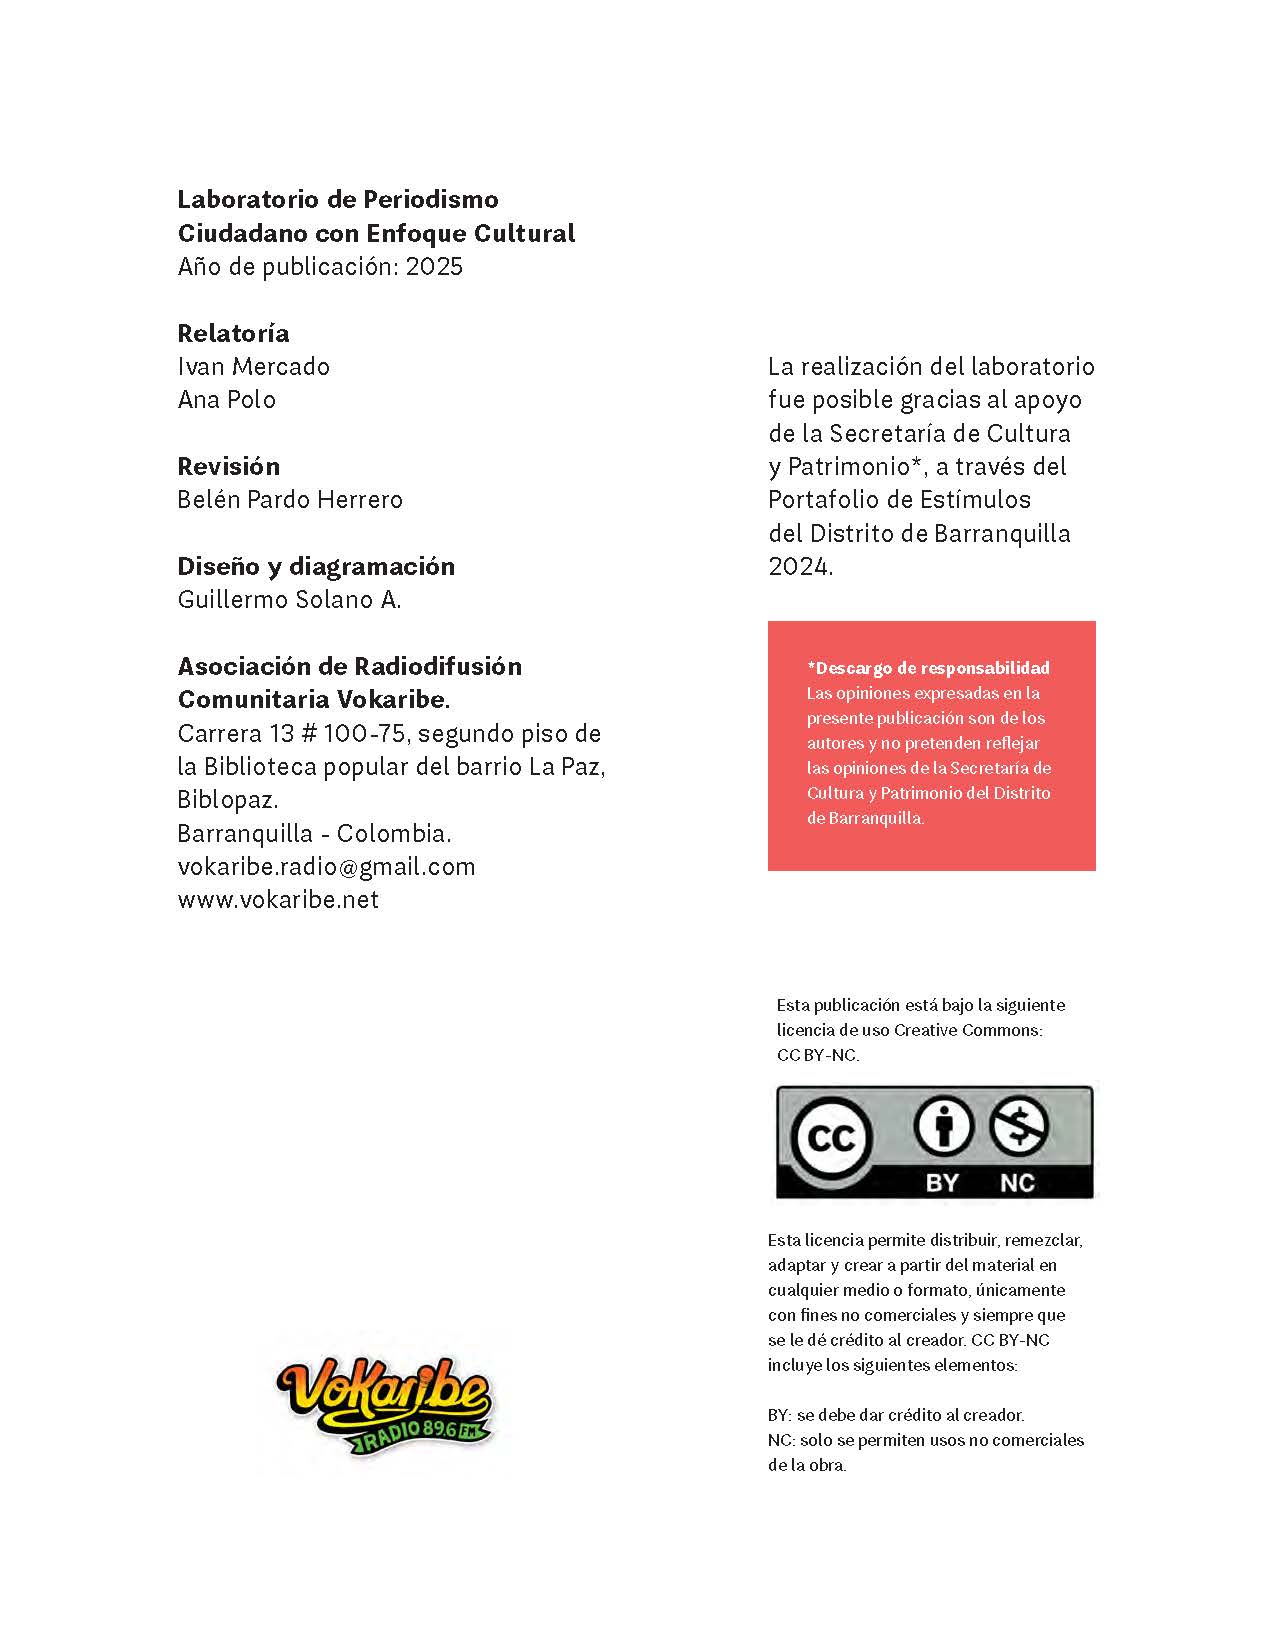 Laboratorio de Periodismo
Ciudadano con Enfoque Cultural
Año de publicación: 2025
Relatoría
Ivan Mercado
Ana Polo
Revisión
Belén Pardo Herrero
Diseño y diagramación
Guillermo Solano A.
Asociación de Radiodifusión
Comunitaria Vokaribe.
Carrera 13 # 100-75, segundo piso de
la Biblioteca popular del barrio La Paz,
Biblopaz.
Barranquilla - Colombia.
vokaribe.radio@gmail.com
www.vokaribe.net
VoKaribe
RADIO 89.6 FM
La realización del laboratorio
fue posible gracias al apoyo
de la Secretaría de Cultura
y Patrimonio*, a través del
Portafolio de Estímulos
del Distrito de Barranquilla
2024.
*Descargo de responsabilidad
Las opiniones expresadas en la
presente publicación son de los
autores y no pretenden reflejar
las opiniones de la Secretaría de
Cultura y Patrimonio del Distrito
de Barranquilla.
Esta publicación está bajo la siguiente
licencia de uso Creative Commons:
CC BY-NC.
CC
BY NC
Esta licencia permite distribuir, remezclar,
adaptar y crear a partir del material en
cualquier medio o formato, únicamente
con fines no comerciales y siempre que
se le dé crédito al creador. CC BY-NC
incluye los siguientes elementos:
BY: se debe dar crédito al creador.
NC: solo se permiten usos no comerciales
de la obra.